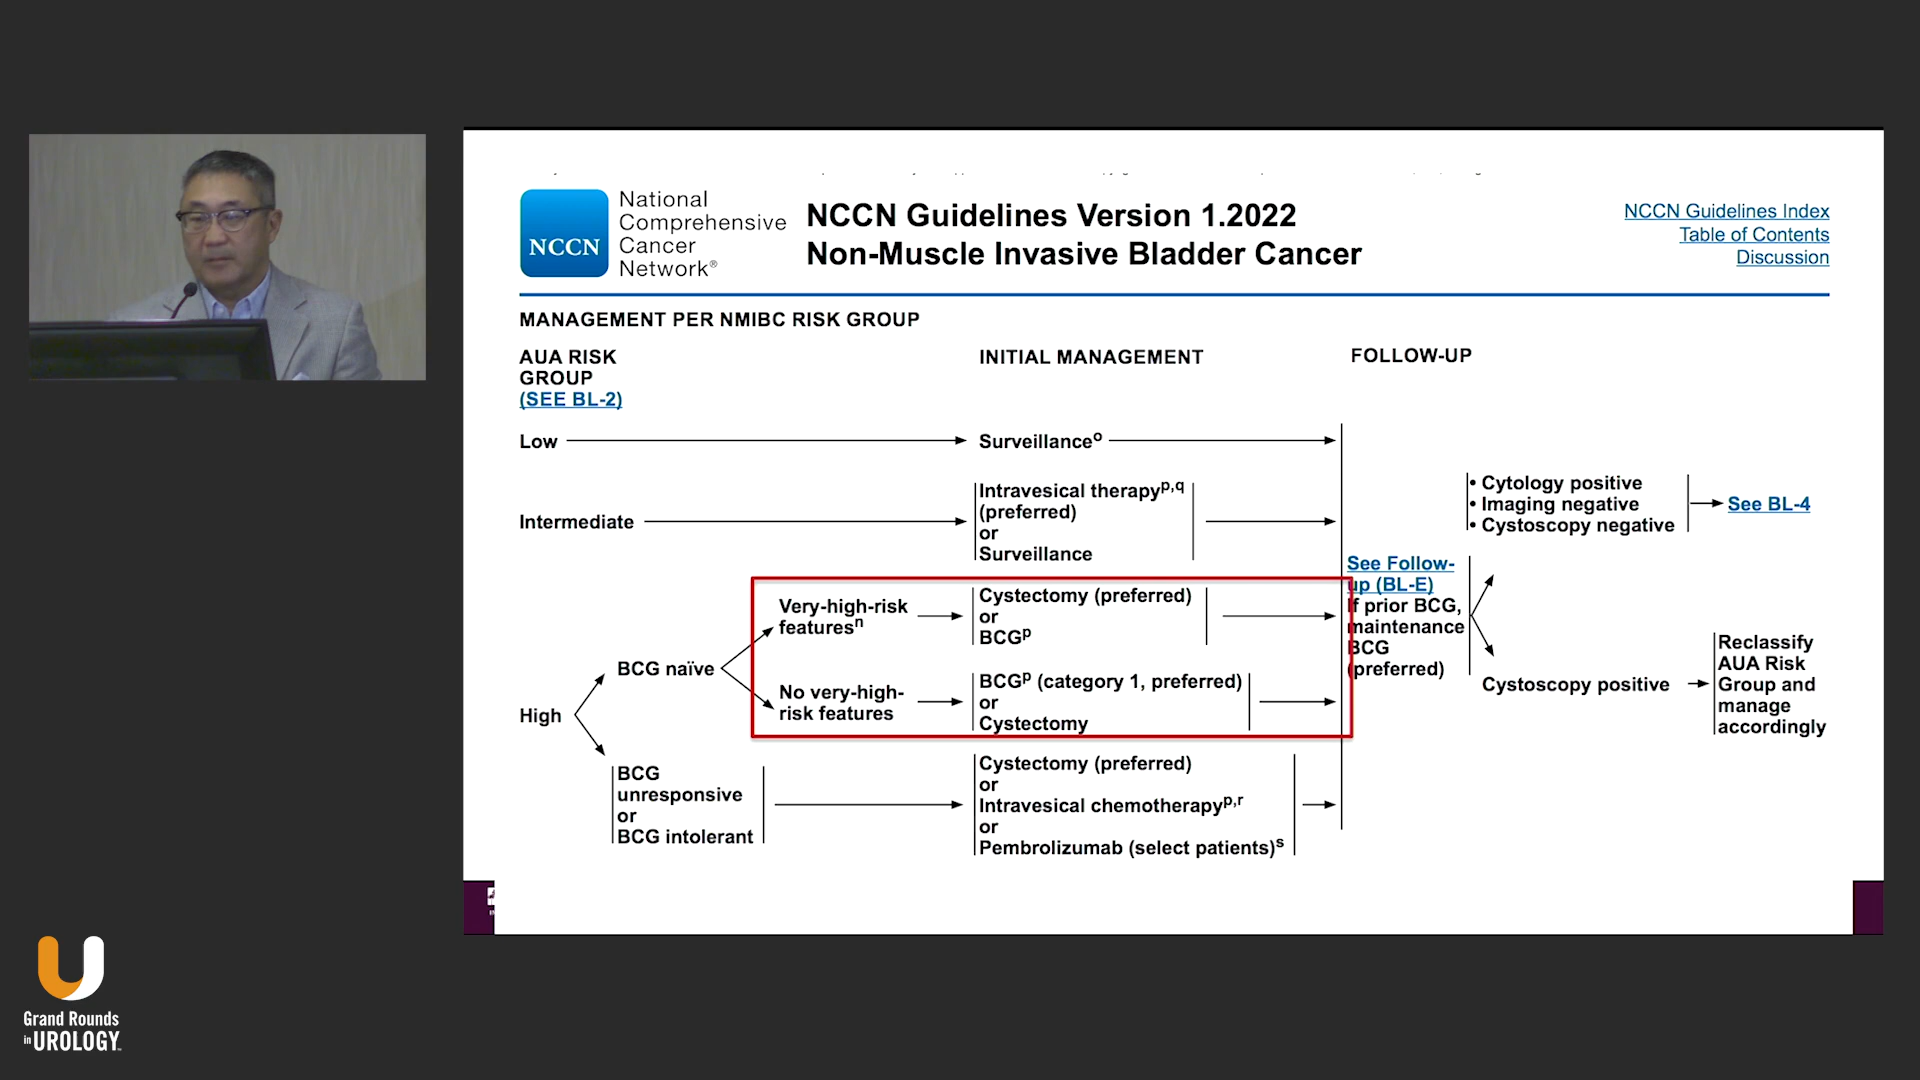 NCCN
National
Comprehensive
Cancer
Network®
NCCN Guidelines Version 1.2022
Non-Muscle Invasive Bladder Cancer
NCCN Guidelines Index
Table of Contents
Discussion
MANAGEMENT PER NMIBC RISK GROUP
AUA RISK
GROUP
(SEE BL-2)
INITIAL MANAGEMENT
FOLLOW-UP
Low
Surveillanceᵒ
Intermediate
Intravesical therapyᵖ,q
(preferred)
or
Surveillance
High
BCG naïve
Very-high-risk
featuresⁿ
Cystectomy (preferred)
or
BCGᵖ
No very-high-
risk features
BCGᵖ (category 1, preferred)
or
Cystectomy
BCG
unresponsive
or
BCG intolerant
Cystectomy (preferred)
or
Intravesical chemotherapyᵖ,ʳ
or
Pembrolizumab (select patients)ˢ
See Follow-
up (BL-E)
If prior BCG,
maintenance
BCG
(preferred)
• Cytology positive
• Imaging negative
• Cystoscopy negative
See BL-4
Cystoscopy positive
Reclassify
AUA Risk
Group and
manage
accordingly
Grand Rounds
in UROLOGY